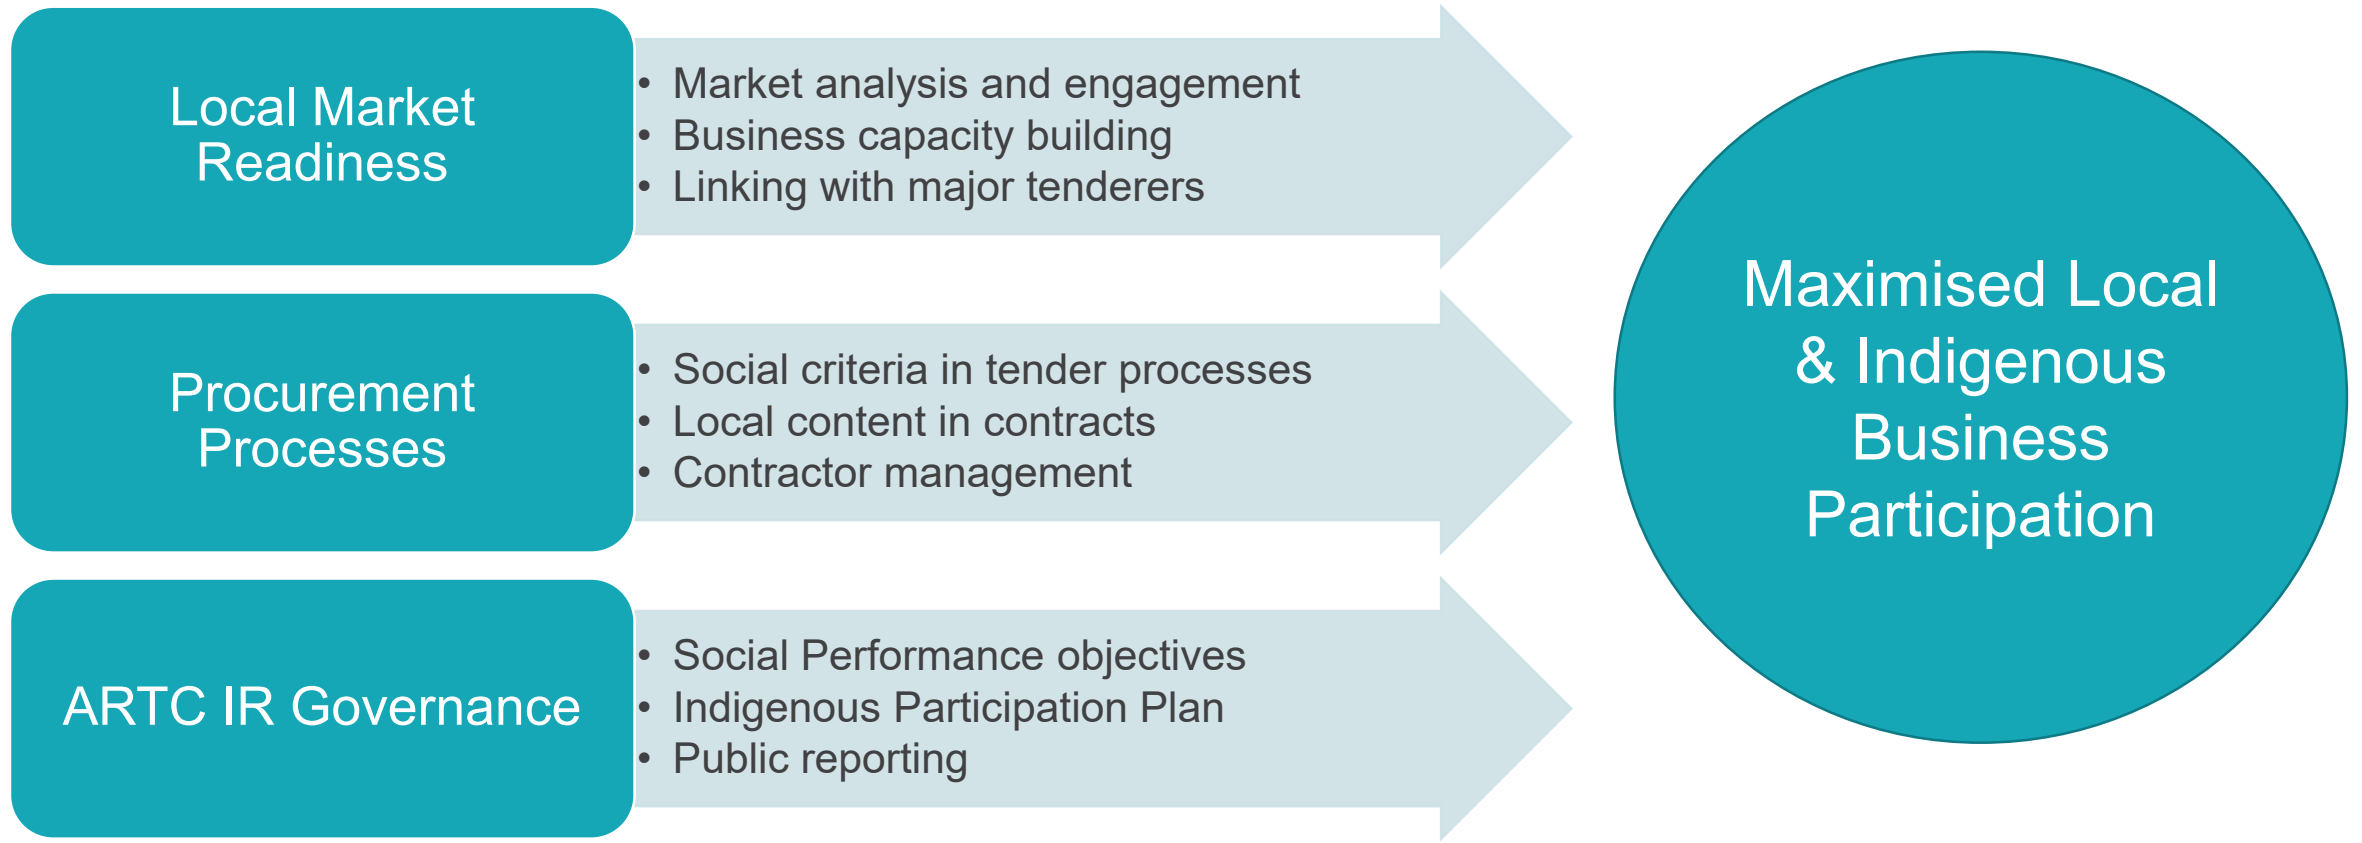 Local Market
Readiness
• Market analysis and engagement
• Business capacity building
• Linking with major tenderers
Procurement
Processes
• Social criteria in tender processes
• Local content in contracts
• Contractor management
ARTC IR Governance
• Social Performance objectives
• Indigenous Participation Plan
• Public reporting
Maximised Local
& Indigenous
Business
Participation